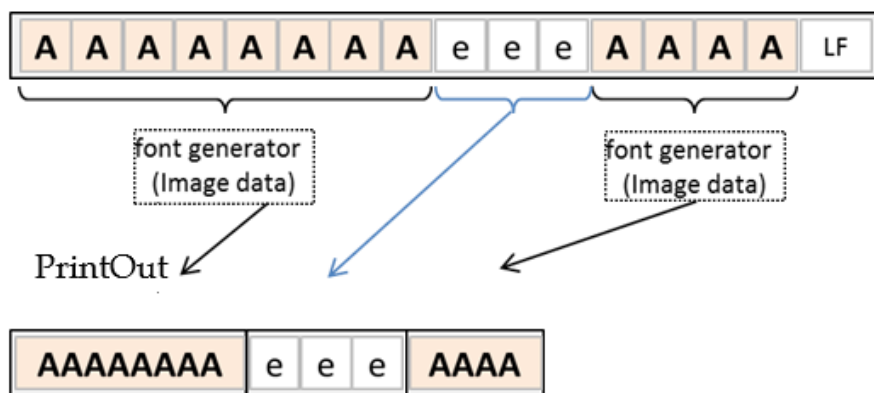 A A A A A A A A e e e A A A A LF
font generator font generator
(Image data) (Image data)
PrintOut
AAAAAAAA e e e AAAA